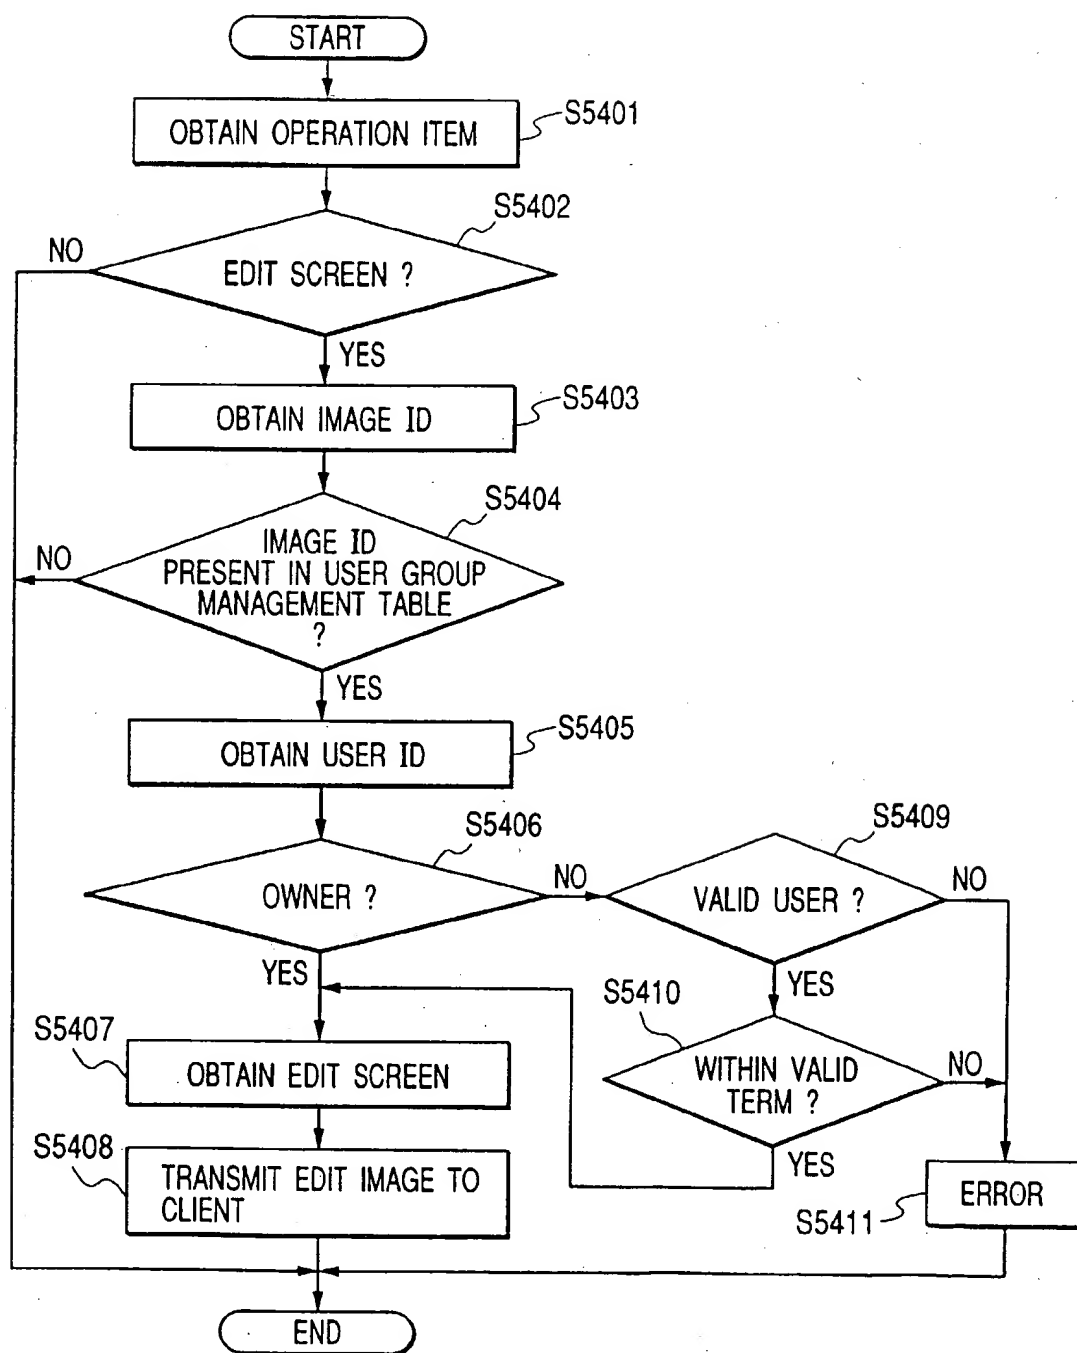 START
OBTAIN OPERATION ITEM
S5401
S5402
NO
EDIT SCREEN ?
YES
OBTAIN IMAGE ID
S5403
S5404
NO
IMAGE ID
PRESENT IN USER GROUP
MANAGEMENT TABLE
?
YES
OBTAIN USER ID
S5405
S5406
OWNER ?
NO
S5409
VALID USER ?
NO
YES
YES
S5410
WITHIN VALID
TERM ?
NO
YES
S5407
OBTAIN EDIT SCREEN
S5408
TRANSMIT EDIT IMAGE TO
CLIENT
ERROR
S5411
END